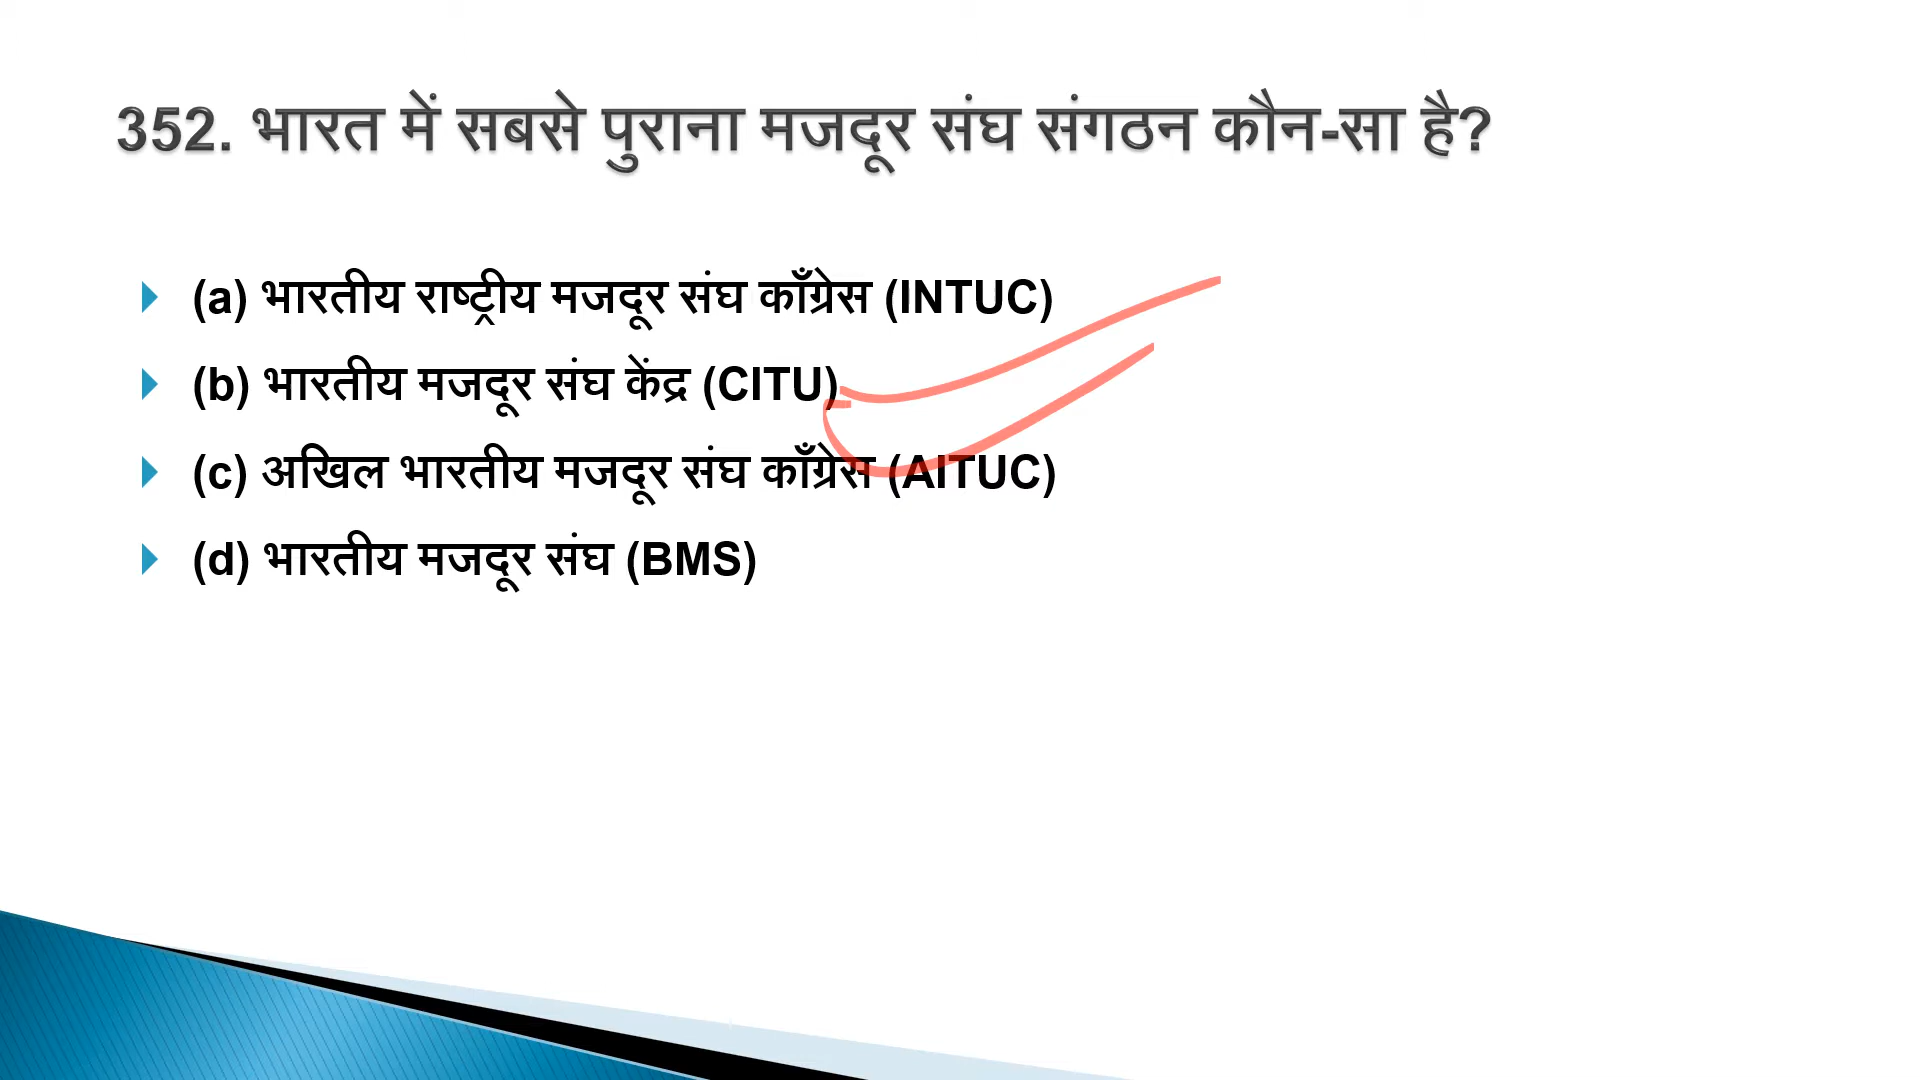 352. भारत में सबसे पुराना मजदूर संघ संगठन कौन-सा है?
(a) भारतीय राष्ट्रीय मजदूर संघ काँग्रेस (INTUC)
(b) भारतीय मजदूर संघ केंद्र (CITU)
(c) अखिल भारतीय मजदूर संघ काँग्रेस (AITUC)
(d) भारतीय मजदूर संघ (BMS)